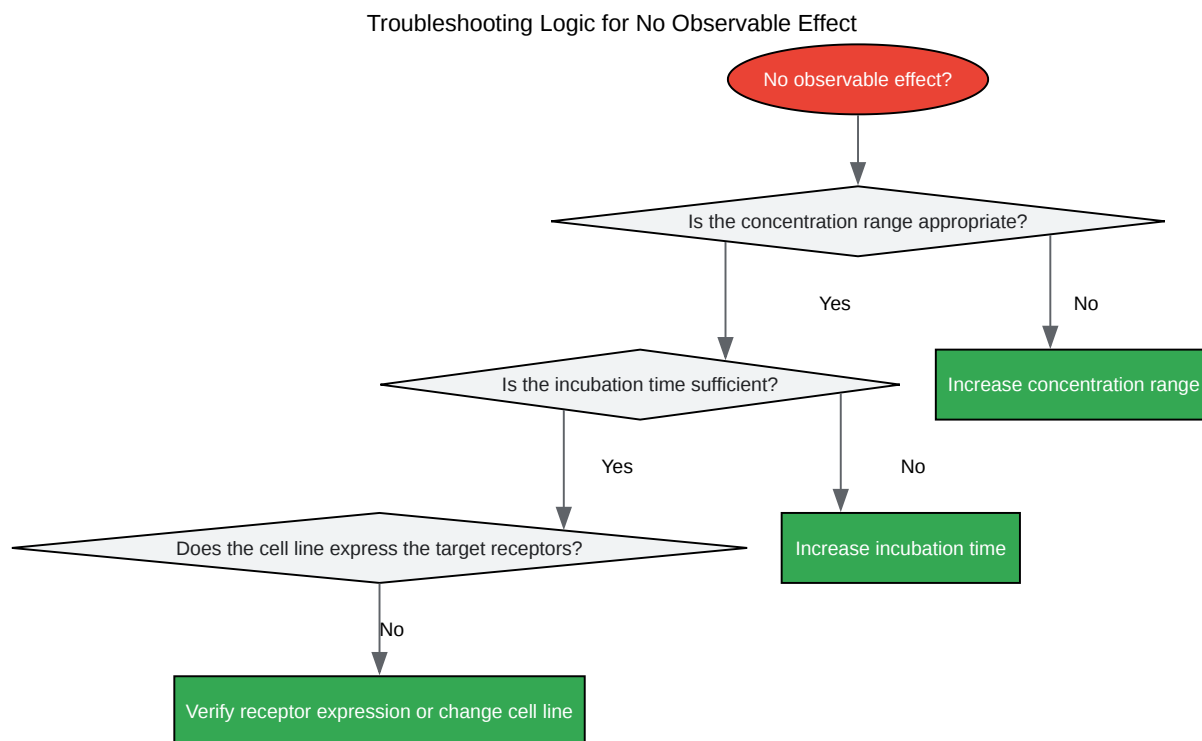 Troubleshooting Logic for No Observable Effect
No observable effect?
Is the concentration range appropriate?
Yes
No
Is the incubation time sufficient?
Increase concentration range
Yes
No
Does the cell line express the target receptors?
Increase incubation time
No
Verify receptor expression or change cell line